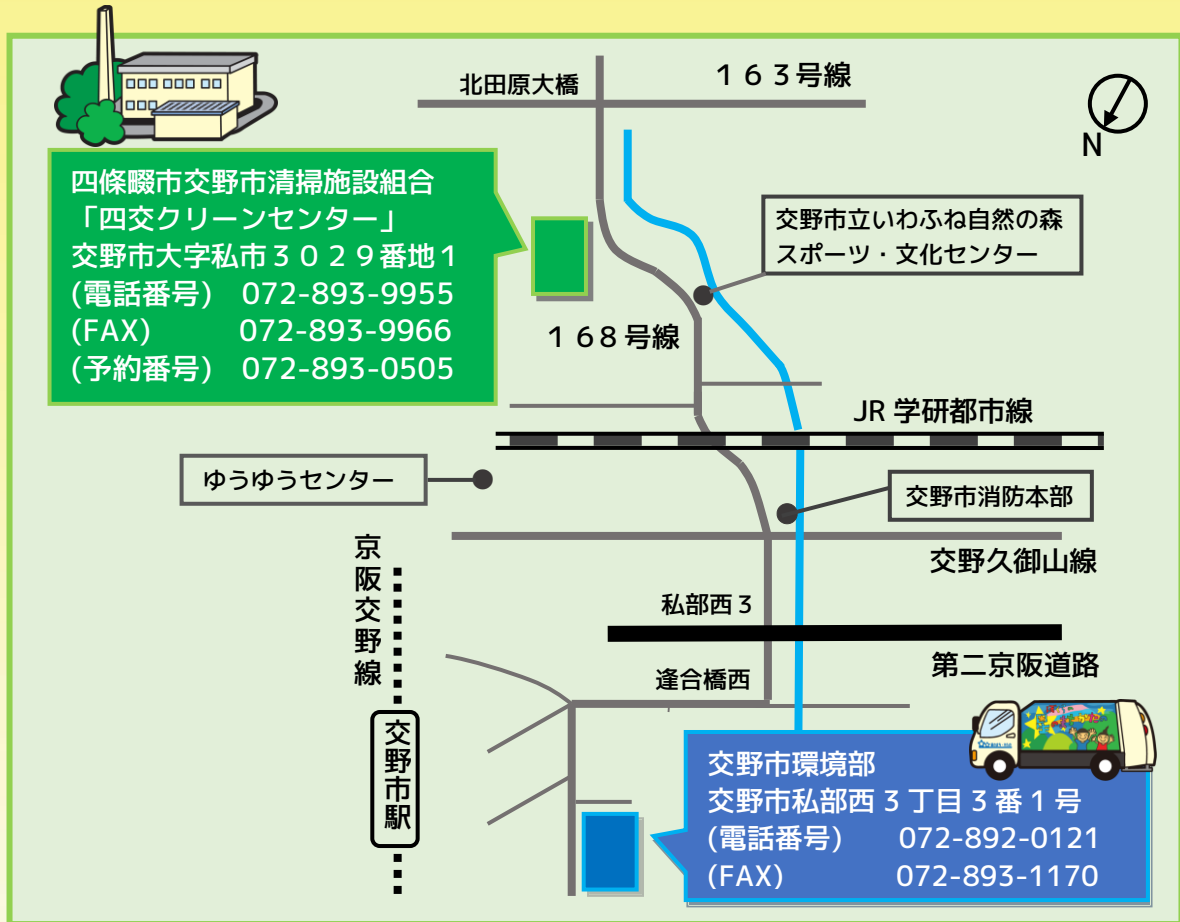 北田原大橋
１６３号線
N
四條畷市交野市清掃施設組合
「四交クリーンセンター」
交野市大字私市３０２９番地１
(電話番号) 072-893-9955
(FAX) 072-893-9966
(予約番号) 072-893-0505
交野市立いわふね自然の森
スポーツ・文化センター
１６８号線
JR 学研都市線
ゆうゆうセンター
交野市消防本部
交野久御山線
京阪交野線
私部西３
第二京阪道路
逢合橋西
交野市駅
交野市環境部
交野市私部西３丁目３番１号
(電話番号) 072-892-0121
(FAX) 072-893-1170